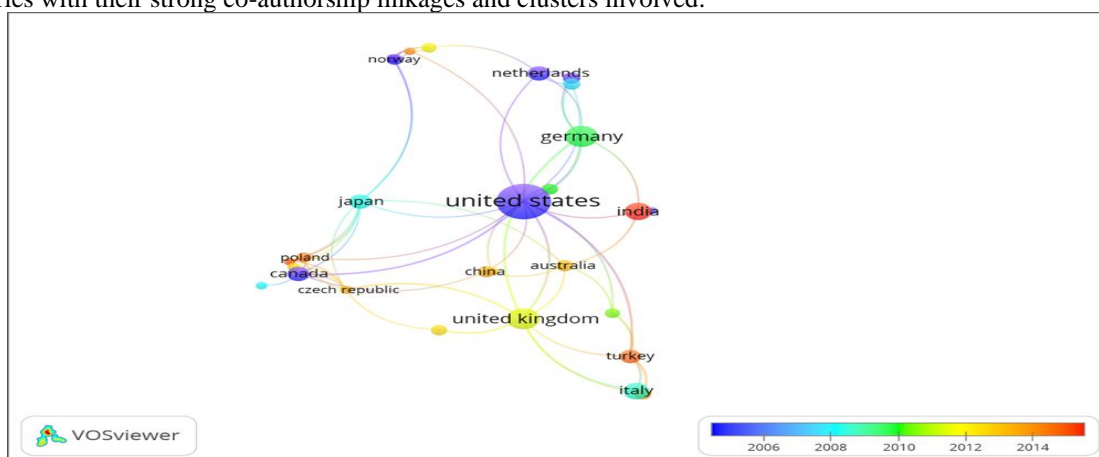 ries with their strong co-authorship linkages and clusters involved.
norway
netherlands
germany
japan
united states
india
poland
canada
china
australia
czech republic
united kingdom
turkey
italy
VOSviewer
2006 2008 2010 2012 2014